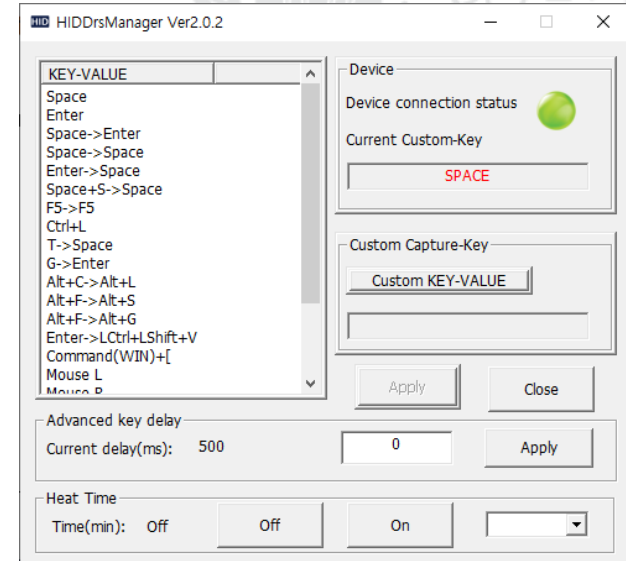 HID HIDDrsManager Ver2.0.2
KEY-VALUE
Space
Enter
Space->Enter
Space->Space
Enter->Space
Space+S->Space
F5->F5
Ctrl+L
T->Space
G->Enter
Alt+C->Alt+L
Alt+F->Alt+S
Alt+F->Alt+G
Enter->LCtrl+LShift+V
Command(WIN)+[
Mouse L
Mouse R
Device
Device connection status
Current Custom-Key
SPACE
Custom Capture-Key
Custom KEY-VALUE
Apply Close
Advanced key delay
Current delay(ms): 500 0 Apply
Heat Time
Time(min): Off Off On